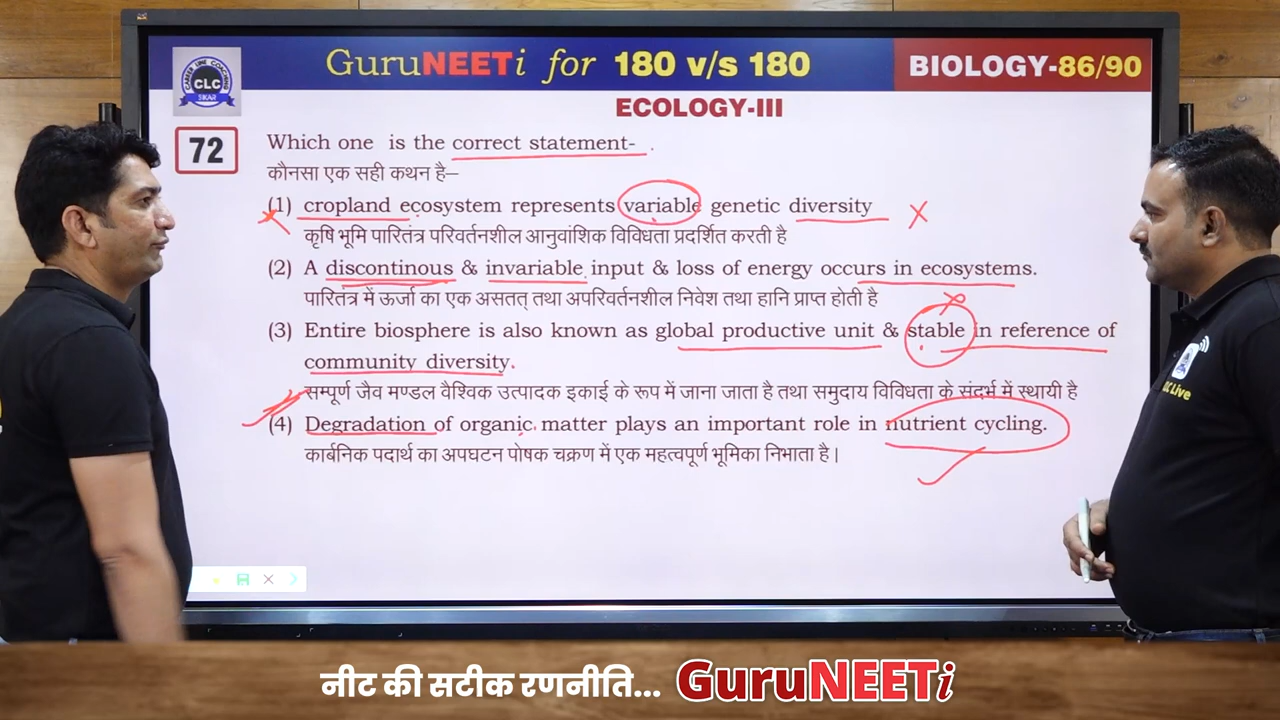 GuruNEETi for 180 v/s 180
BIOLOGY-86/90
CAREER LINE COACHING
CLC
SIKAR
ECOLOGY-III
72
Which one is the correct statement-
कौनसा एक सही कथन है–
(1) cropland ecosystem represents variable genetic diversity
कृषि भूमि पारितंत्र परिवर्तनशील आनुवांशिक विविधता प्रदर्शित करती है
(2) A discontinous & invariable input & loss of energy occurs in ecosystems.
पारितंत्र में ऊर्जा का एक असतत् तथा अपरिवर्तनशील निवेश तथा हानि प्राप्त होती है
(3) Entire biosphere is also known as global productive unit & stable in reference of
community diversity.
सम्पूर्ण जैव मण्डल वैश्विक उत्पादक इकाई के रूप में जाना जाता है तथा समुदाय विविधता के संदर्भ में स्थायी है
(4) Degradation of organic matter plays an important role in nutrient cycling.
कार्बनिक पदार्थ का अपघटन पोषक चक्रण में एक महत्वपूर्ण भूमिका निभाता है।
Live
नीट की सटीक रणनीति... GuruNEETi